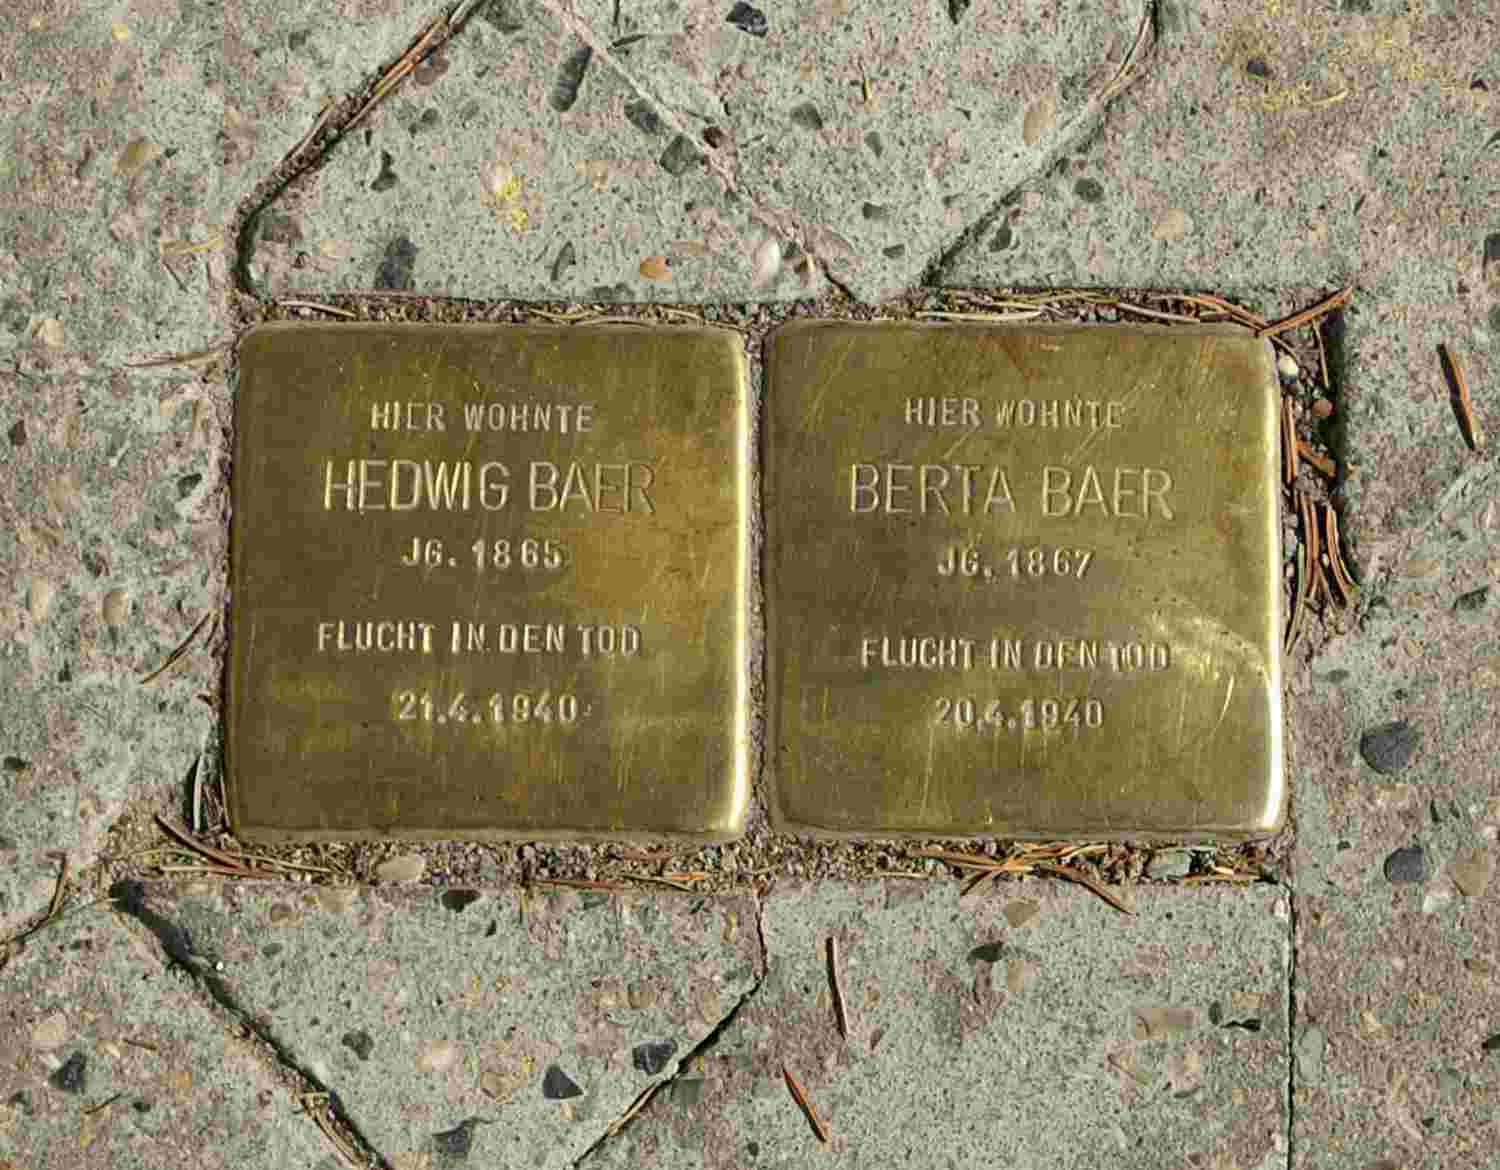 HIER WOHNTE
HEDWIG BAER
JG. 1865
FLUCHT IN DEN TOD
21.4.1940
HIER WOHNTE
BERTA BAER
JG. 1867
FLUCHT IN DEN TOD
20.4.1940